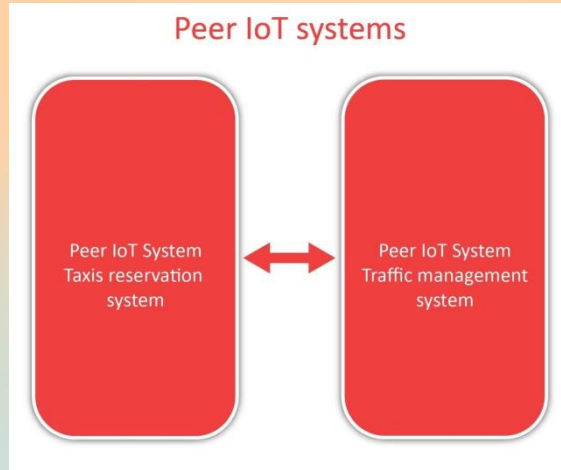 Peer IoT systems
Peer IoT System
Taxis reservation
system
Peer IoT System
Traffic management
system